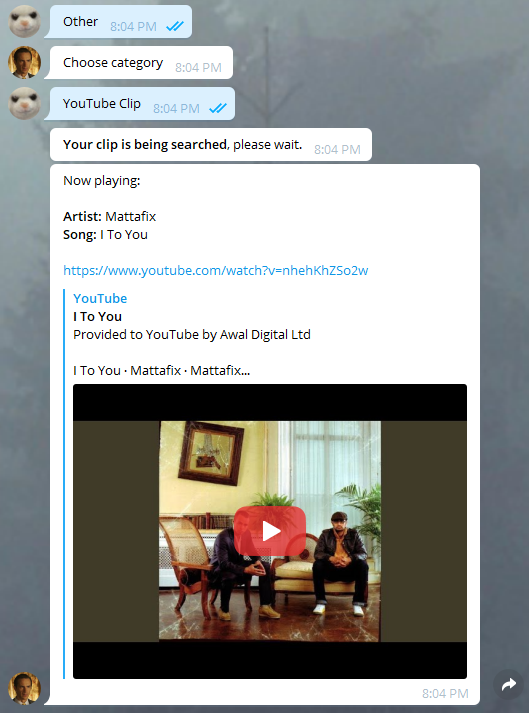 Other 8:04 PM
Choose category 8:04 PM
YouTube Clip 8:04 PM
Your clip is being searched, please wait. 8:04 PM
Now playing:
Artist: Mattafix
Song: I To You
https://www.youtube.com/watch?v=nhehKhZSo2w
YouTube
I To You
Provided to YouTube by Awal Digital Ltd
I To You · Mattafix · Mattafix...
8:04 PM